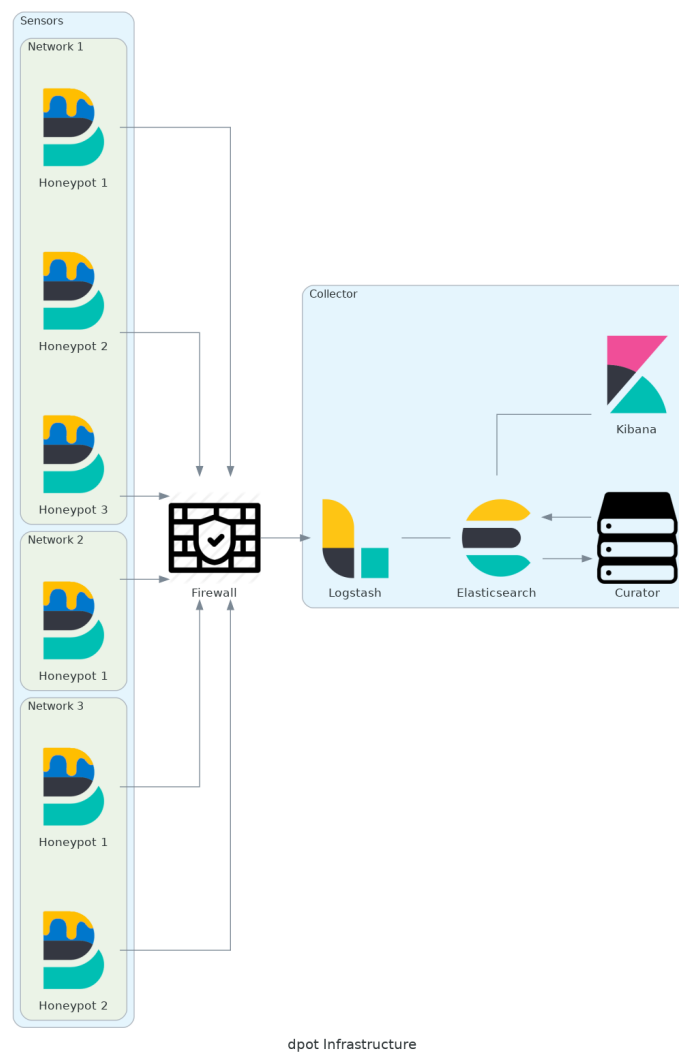 Sensors
Network 1
Honeypot 1
Honeypot 2
Honeypot 3
Network 2
Honeypot 1
Network 3
Honeypot 1
Honeypot 2
Firewall
Collector
Kibana
Logstash
Elasticsearch
Curator
dpot Infrastructure